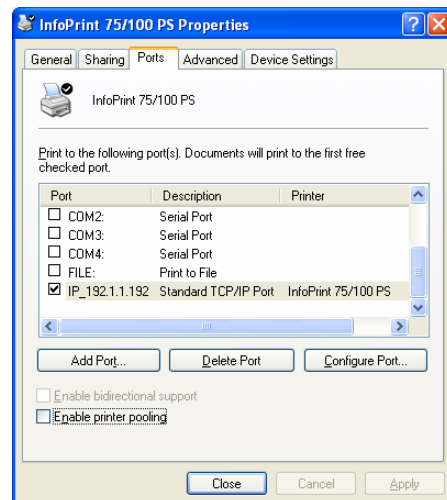 InfoPrint 75/100 PS Properties
General Sharing Ports Advanced Device Settings
InfoPrint 75/100 PS
Print to the following port(s). Documents will print to the first free
checked port.
Port Description Printer
COM2: Serial Port
COM3: Serial Port
COM4: Serial Port
FILE: Print to File
IP_192.1.1.192 Standard TCP/IP Port InfoPrint 75/100 PS
Add Port... Delete Port Configure Port...
Enable bidirectional support
Enable printer pooling
Close Cancel Apply